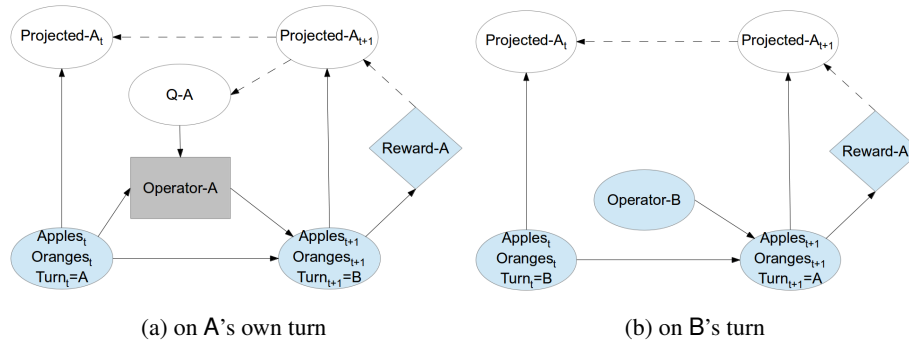 Projected-Aₜ
Projected-Aₜ₊₁
Q-A
Reward-A
Operator-A
Applesₜ
Orangesₜ
Turnₜ=A
Applesₜ₊₁
Orangesₜ₊₁
Turnₜ₊₁=B
(a) on A's own turn
Projected-Aₜ
Projected-Aₜ₊₁
Reward-A
Operator-B
Applesₜ
Orangesₜ
Turnₜ=B
Applesₜ₊₁
Orangesₜ₊₁
Turnₜ₊₁=A
(b) on B's turn